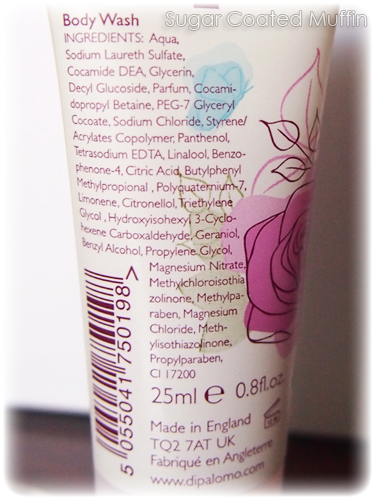 Sugar Coated Muffin
Body Wash
INGREDIENTS: Aqua,
Sodium Laureth Sulfate,
Cocamide DEA, Glycerin,
Decyl Glucoside, Parfum, Cocami-
dopropyl Betaine, PEG-7 Glyceryl
Cocoate, Sodium Chloride, Styrene/
Acrylates Copolymer, Panthenol,
Tetrasodium EDTA, Linalool, Benzo-
phenone-4, Citric Acid, Butylphenyl
Methylpropional , Polyquaternium-7,
Limonene, Citronellol, Triethylene
Glycol , Hydroxyisohexyl 3-Cyclo-
hexene Carboxaldehyde, Geraniol,
Benzyl Alcohol, Propylene Glycol,
Magnesium Nitrate,
Methylchloroisothia
zolinone, Methylpa-
raben, Magnesium
Chloride, Meth-
ylisothiazolinone,
Propylparaben,
CI 17200
5 055041 750198 >
25ml e 0.8fl.oz.
Made in England
TQ2 7AT UK
Fabriqué en Angleterre
www.dipalomo.com